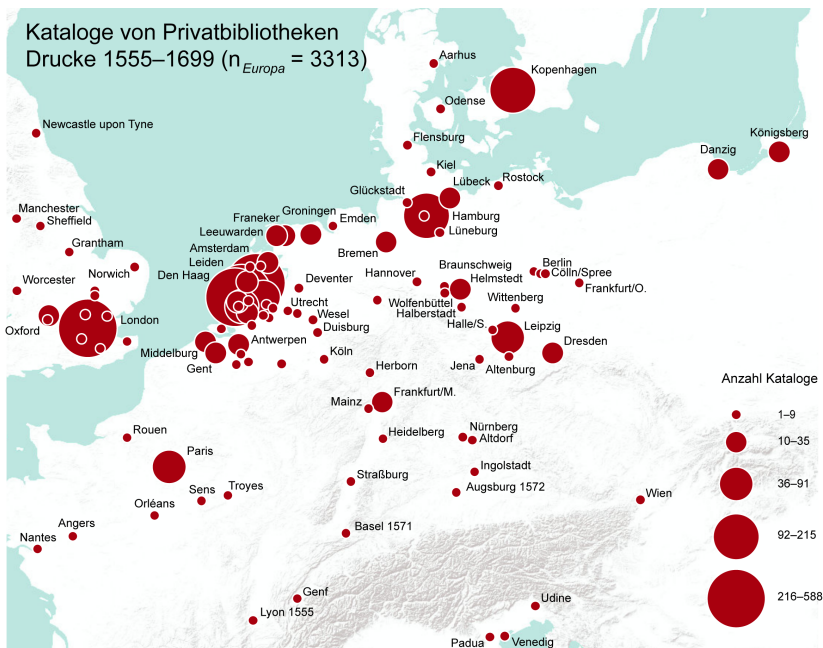 Kataloge von Privatbibliotheken
Drucke 1555–1699 (n Europa = 3313)
Aarhus
Kopenhagen
Odense
Newcastle upon Tyne
Flensburg
Königsberg
Danzig
Kiel
Rostock
Lübeck
Glückstadt
Manchester
Sheffield
Groningen
Franeker
Emden
Hamburg
Leeuwarden
Lüneburg
Grantham
Amsterdam
Bremen
Leiden
Norwich
Den Haag
Worcester
Deventer
Hannover
Braunschweig
Berlin
Helmstedt
Cölln/Spree
Frankfurt/O.
Utrecht
Wolfenbüttel
Wittenberg
Halberstadt
Wesel
London
Oxford
Duisburg
Halle/S.
Leipzig
Antwerpen
Dresden
Middelburg
Köln
Gent
Herborn
Jena
Altenburg
Anzahl Kataloge
Frankfurt/M.
Mainz
1–9
Rouen
Heidelberg
Nürnberg
Altdorf
10–35
Paris
Ingolstadt
Straßburg
36–91
Sens
Troyes
Augsburg 1572
Wien
Orléans
Angers
Basel 1571
92–215
Nantes
Genf
216–588
Udine
Lyon 1555
Padua
Venedig